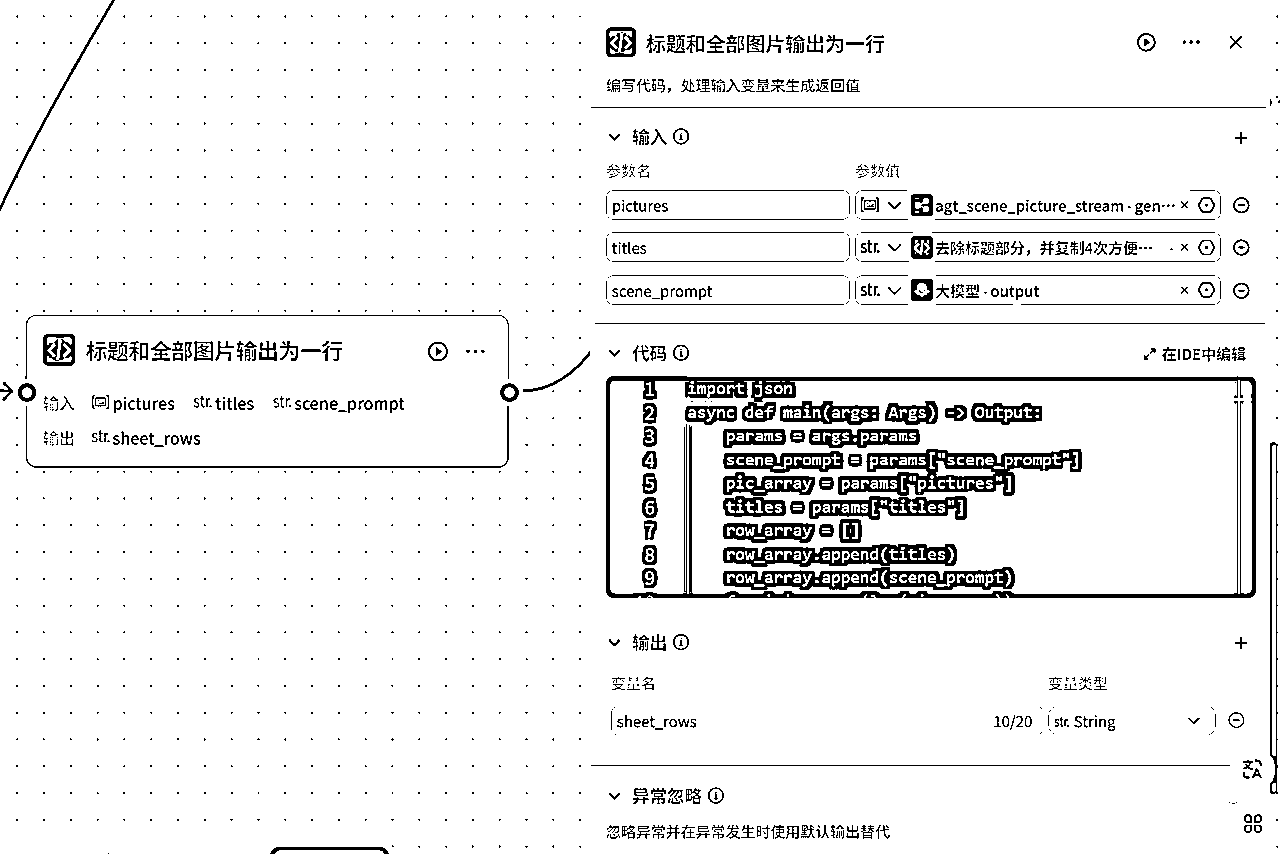 标题和全部图片输出为一行
输入 pictures str. titles str. scene_prompt
输出 str. sheet_rows
标题和全部图片输出为一行
编写代码，处理输入变量来生成返回值
输入
参数名 参数值
pictures agt_scene_picture_stream · gen···
titles str. 去除标题部分，并复制4次方便···
scene_prompt str. 大模型 · output
代码 在IDE中编辑
1 import json
2 async def main(args: Args) -> Output:
3 params = args.params
4 scene_prompt = params["scene_prompt"]
5 pic_array = params["pictures"]
6 titles = params["titles"]
7 row_array = []
8 row_array.append(titles)
9 row_array.append(scene_prompt)
输出
变量名 变量类型
sheet_rows 10/20 str. String
异常忽略
忽略异常并在异常发生时使用默认输出替代